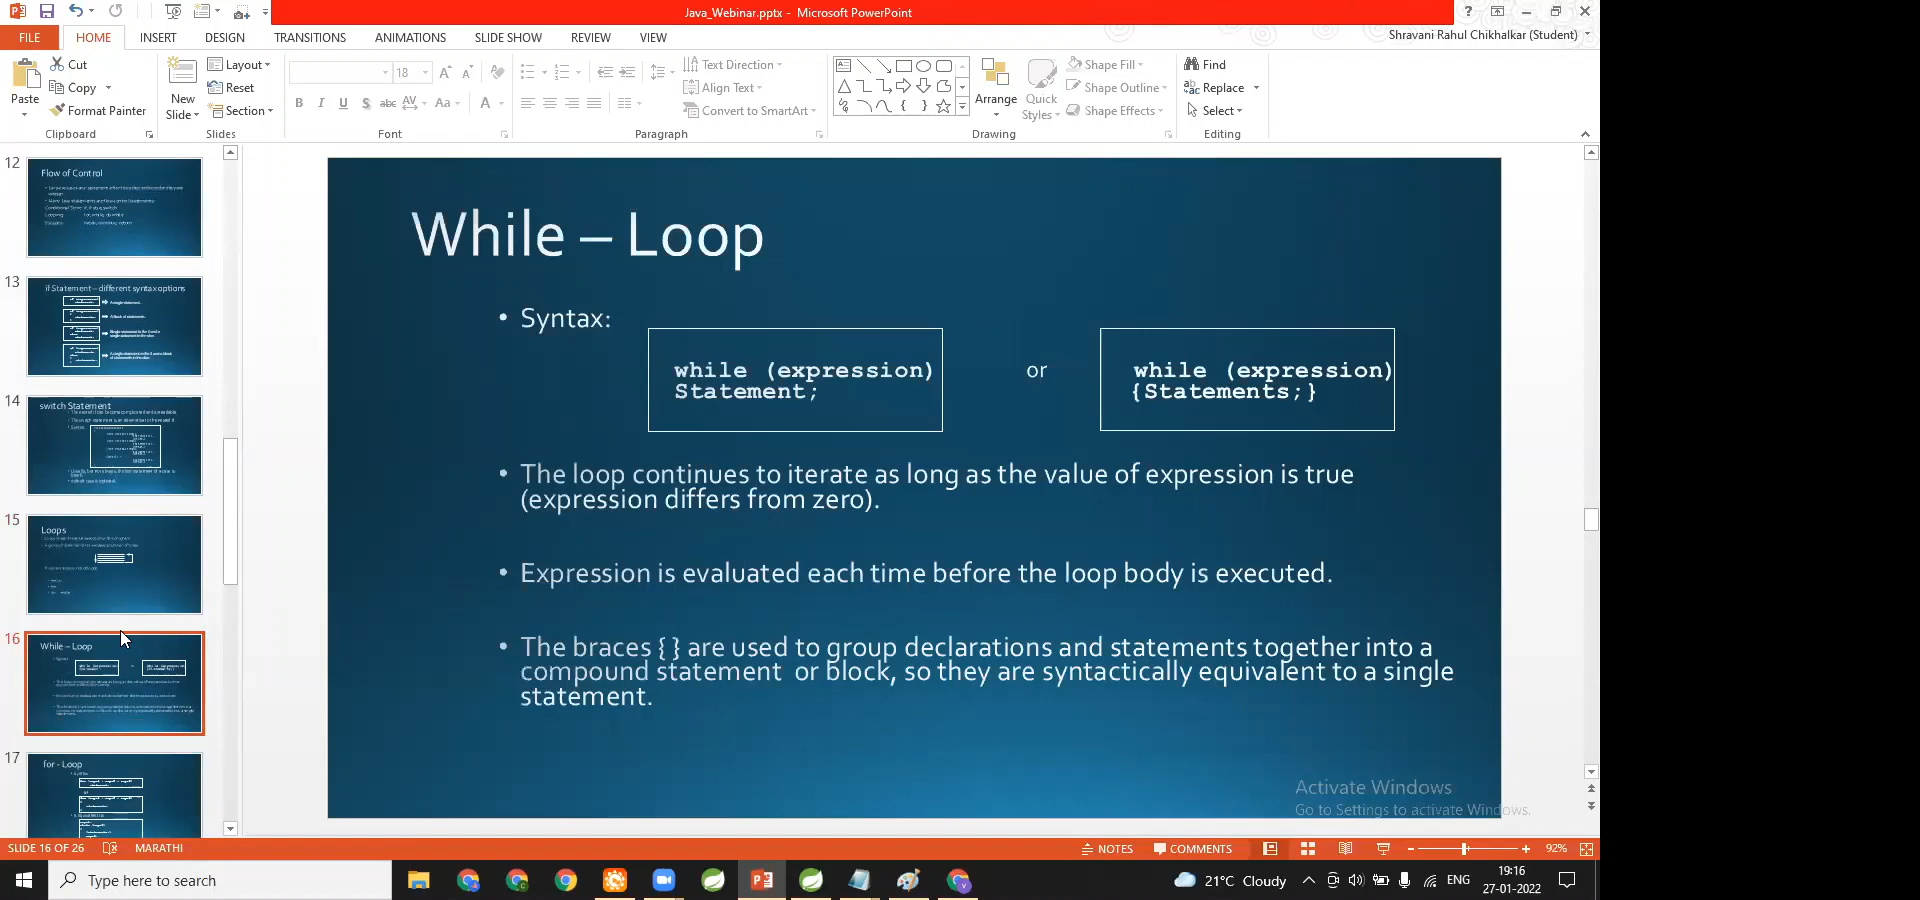 Java_Webinar.pptx - Microsoft PowerPoint
FILE HOME INSERT DESIGN TRANSITIONS ANIMATIONS SLIDE SHOW REVIEW VIEW
Shravani Rahul Chikhalkar (Student)
Paste
Cut
Copy
Format Painter
Clipboard
New
Slide
Layout
Reset
Section
Slides
18
Font
Text Direction
Align Text
Convert to SmartArt
Paragraph
Arrange
Quick
Styles
Shape Fill
Shape Outline
Shape Effects
Drawing
Find
Replace
Select
Editing
12
Flow of Control
13
if Statement – different syntax options
14
switch Statement
15
Loops
16
While – Loop
17
for - Loop
While – Loop
• Syntax:
while (expression)
Statement;
or
while (expression)
{Statements;}
• The loop continues to iterate as long as the value of expression is true
(expression differs from zero).
• Expression is evaluated each time before the loop body is executed.
• The braces { } are used to group declarations and statements together into a
compound statement or block, so they are syntactically equivalent to a single
statement.
Activate Windows
Go to Settings to activate Windows.
SLIDE 16 OF 26 MARATHI
NOTES COMMENTS 92%
Type here to search
21°C Cloudy
ENG
19:16
27-01-2022